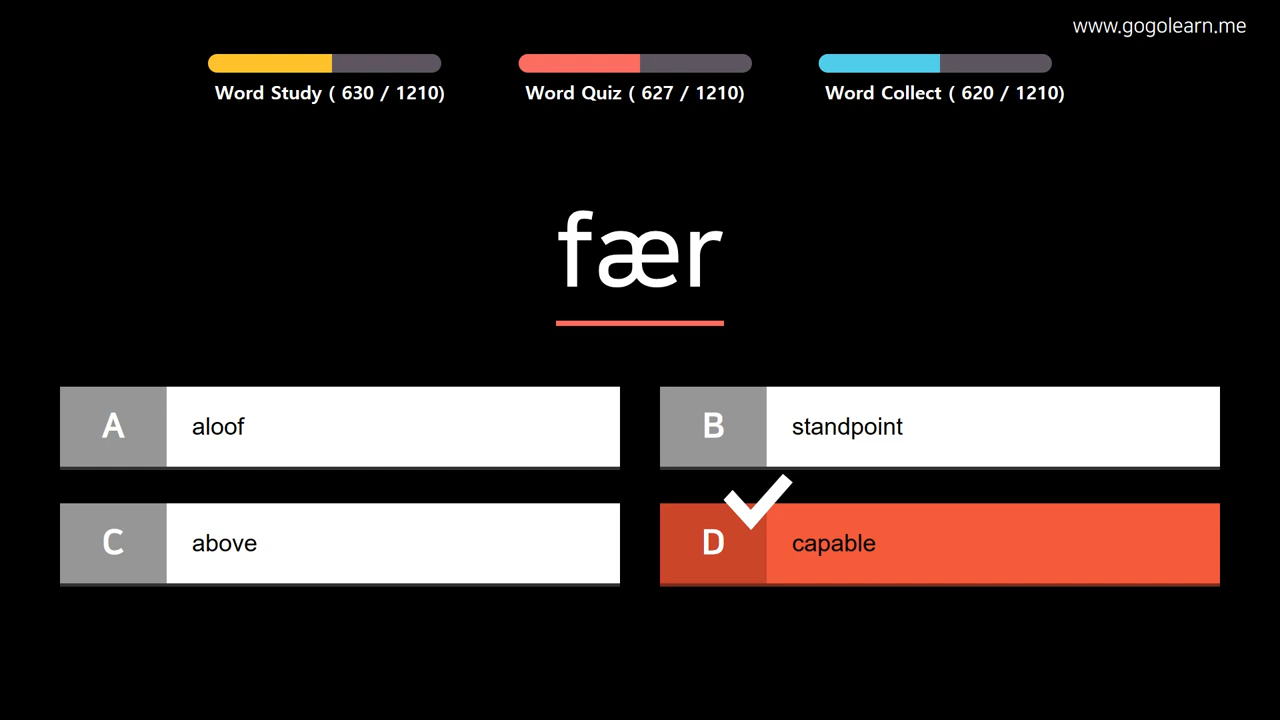 www.gogolearn.me
Word Study ( 630 / 1210)
Word Quiz ( 627 / 1210)
Word Collect ( 620 / 1210)
fær
A aloof
B standpoint
C above
D capable